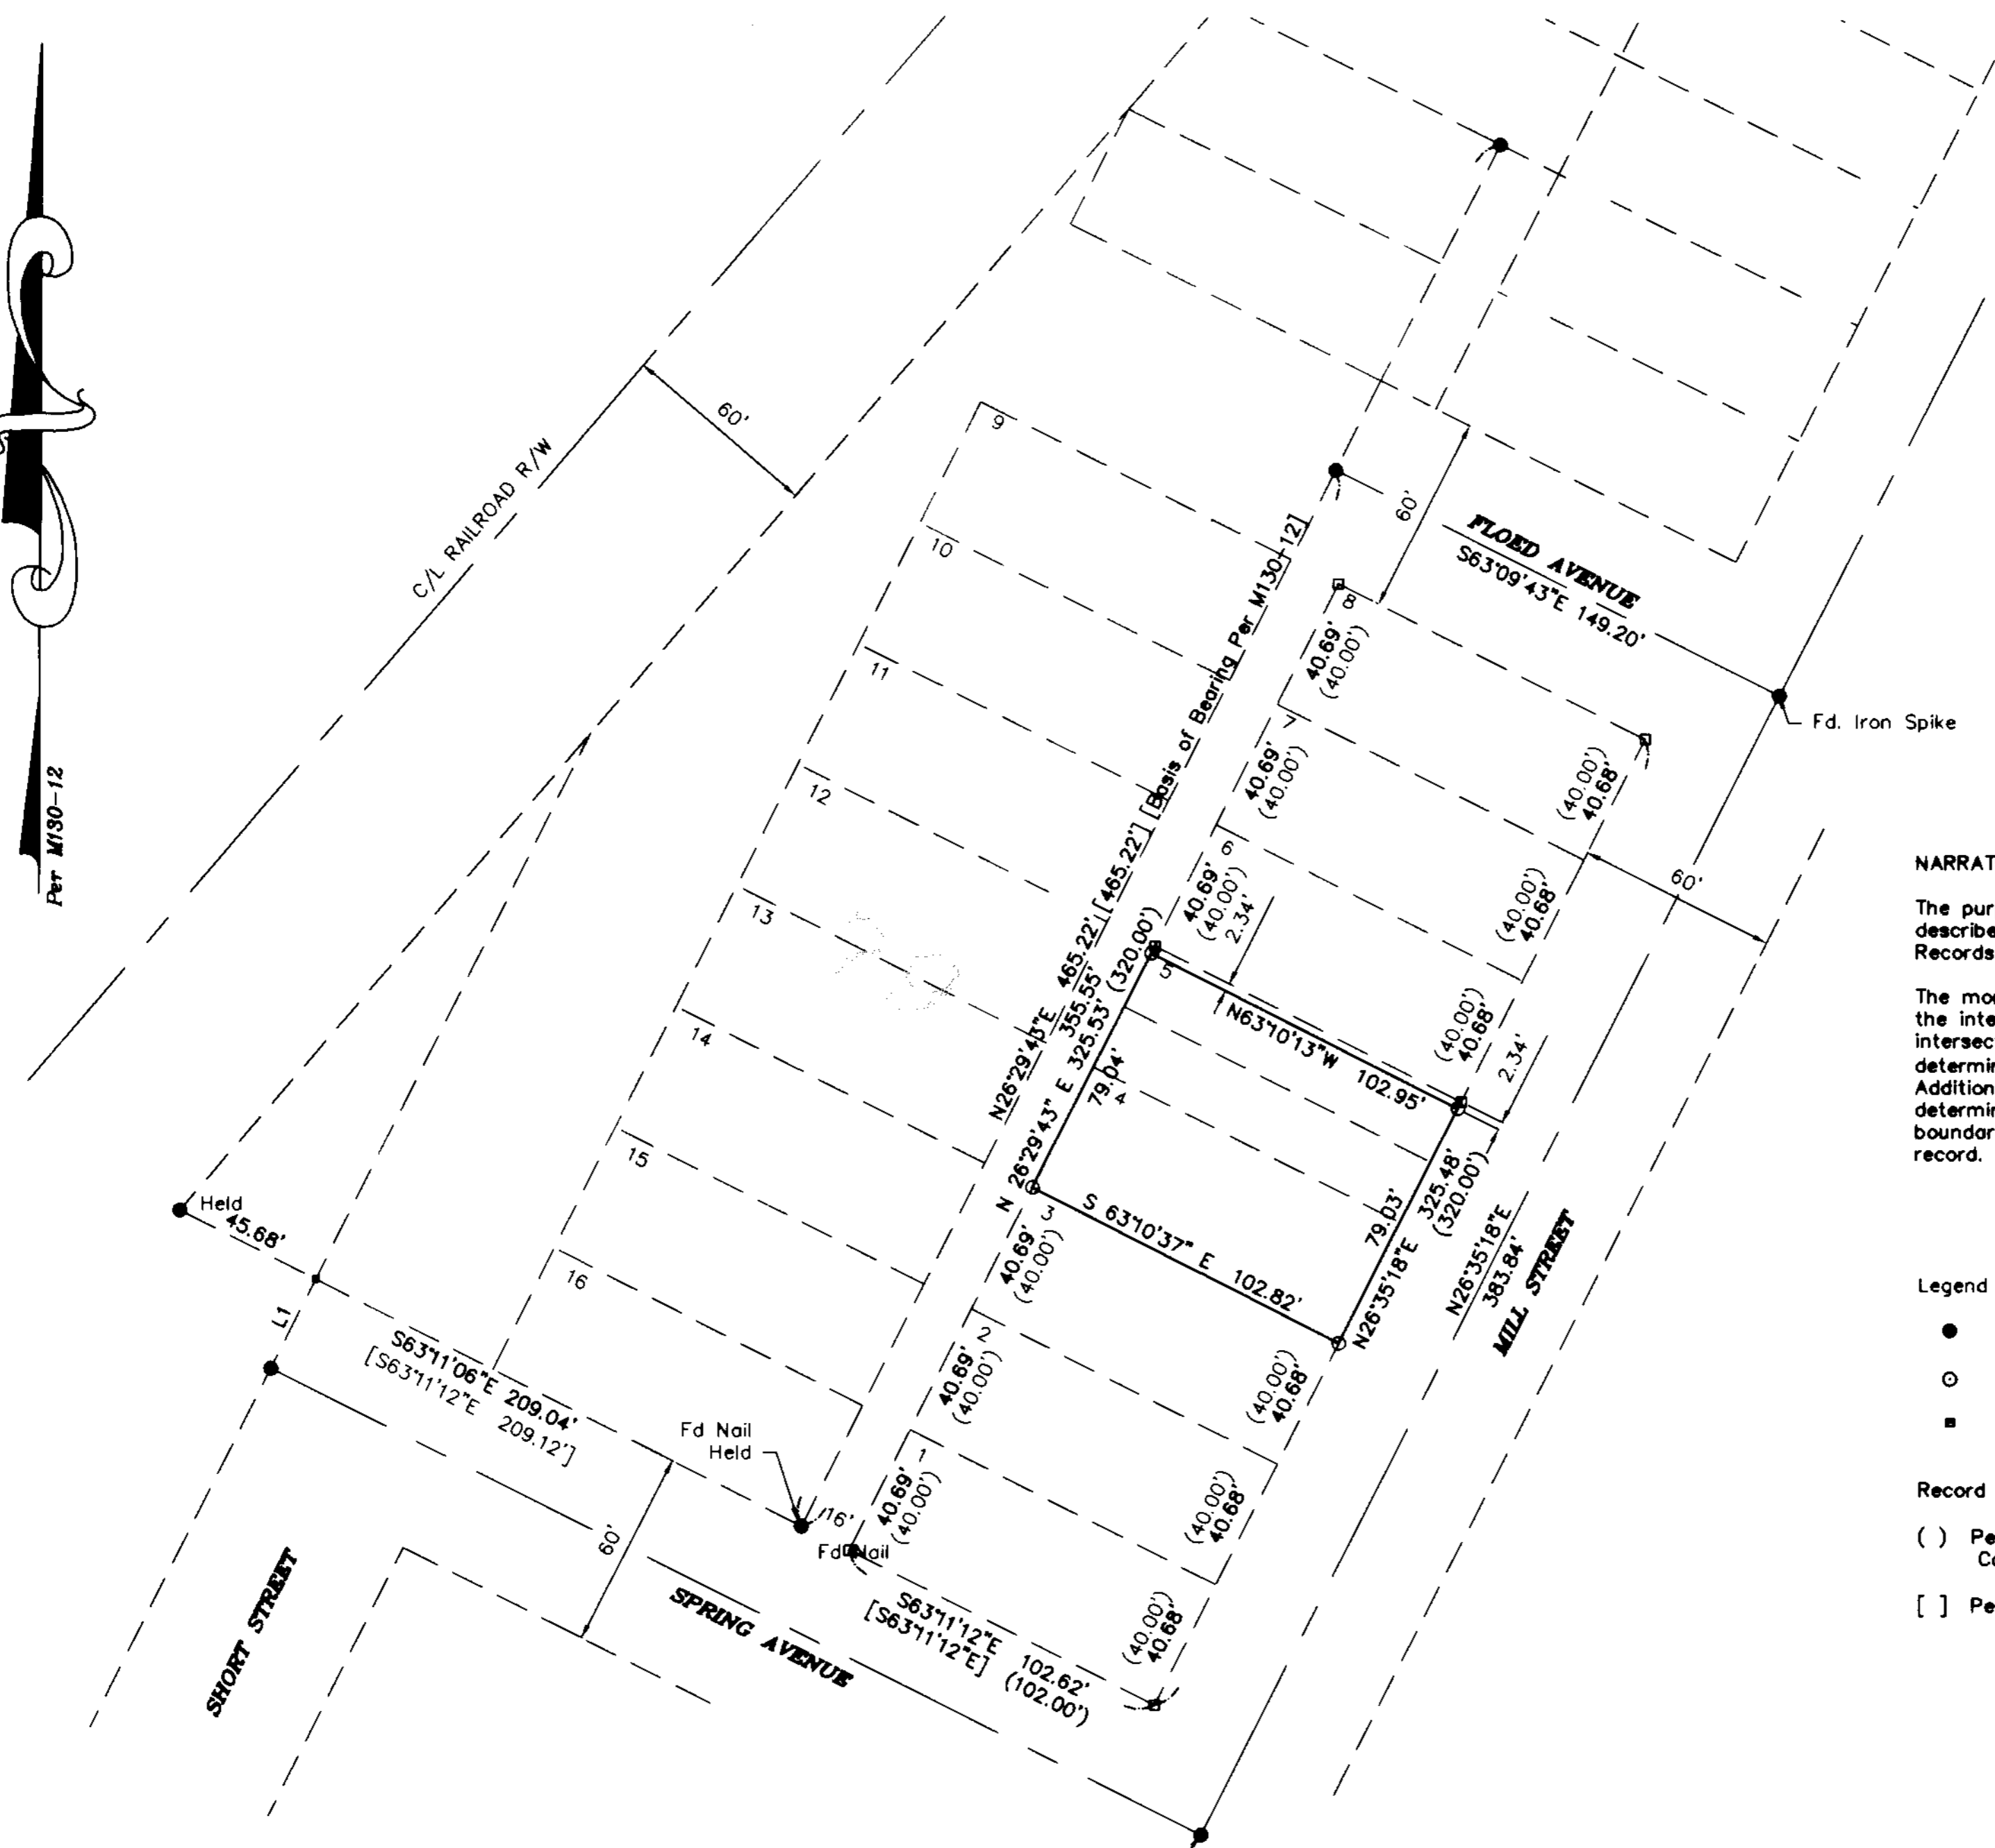 Per M130-12
C/L RAILROAD R/W
60'
9
10
11
12
13
14
15
16
N26°29'43"E 465.22' [465.22'] [Basis of Bearing Per M130-12]
355.55'
N 26°29'43" E 325.53' (320.00')
79.04'
60'
FLOED AVENUE
S63°09'43"E 149.20'
Fd. Iron Spike
8
40.69'
(40.00')
7
40.69'
(40.00')
(40.00')
40.68'
6
40.69'
(40.00')
2.34'
(40.00')
40.68'
60'
5
N63°10'13"W 102.95'
(40.00')
40.68'
2.34'
4
3
S 63°10'37" E 102.82'
79.03'
N26°35'18"E 325.48'
(320.00')
N26°35'18"E
383.84'
MILL STREET
40.69'
(40.00')
2
40.69'
(40.00')
(40.00')
40.68'
1
40.69'
(40.00')
(40.00')
40.68'
(40.00')
40.68'
Held
45.68'
L1
S63°11'06"E 209.04'
[S63°11'12"E 209.12']
Fd Nail
Held
16'
Fd Nail
60'
S63°11'12"E 102.62'
[S63°11'12"E] (102.00')
SPRING AVENUE
SHORT STREET
NARRAT
The pur
describe
Records
The mo
the inte
intersec
determi
Addition
determi
boundar
record.
Legend
Record
( ) Pe
Co
[ ] Pe